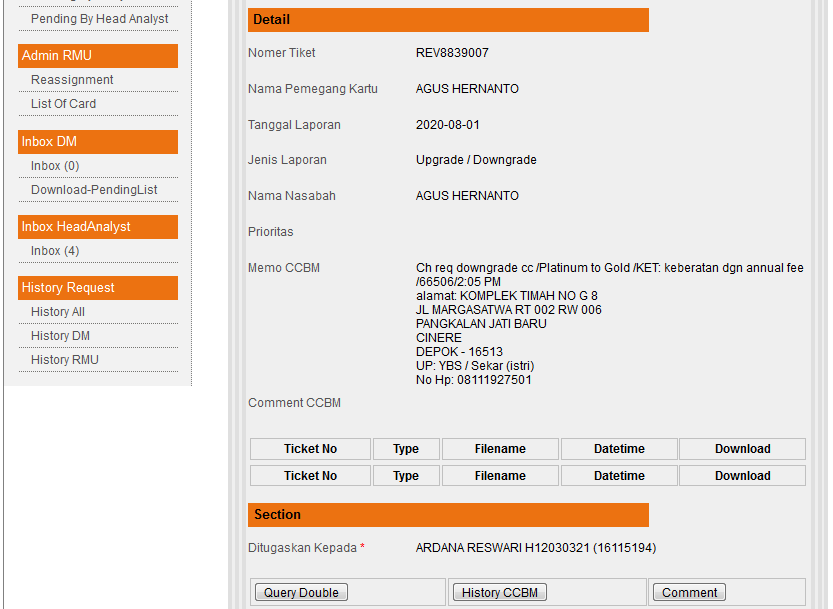 Pending By Head Analyst
Admin RMU
Reassignment
List Of Card
Inbox DM
Inbox (0)
Download-PendingList
Inbox HeadAnalyst
Inbox (4)
History Request
History All
History DM
History RMU
Detail
Nomer Tiket REV8839007
Nama Pemegang Kartu AGUS HERNANTO
Tanggal Laporan 2020-08-01
Jenis Laporan Upgrade / Downgrade
Nama Nasabah AGUS HERNANTO
Prioritas
Memo CCBM Ch req downgrade cc /Platinum to Gold /KET: keberatan dgn annual fee
/66506/2:05 PM
alamat: KOMPLEK TIMAH NO G 8
JL MARGASATWA RT 002 RW 006
PANGKALAN JATI BARU
CINERE
DEPOK - 16513
UP: YBS / Sekar (istri)
No Hp: 08111927501
Comment CCBM
Ticket No Type Filename Datetime Download
Ticket No Type Filename Datetime Download
Section
Ditugaskan Kepada * ARDANA RESWARI H12030321 (16115194)
Query Double History CCBM Comment